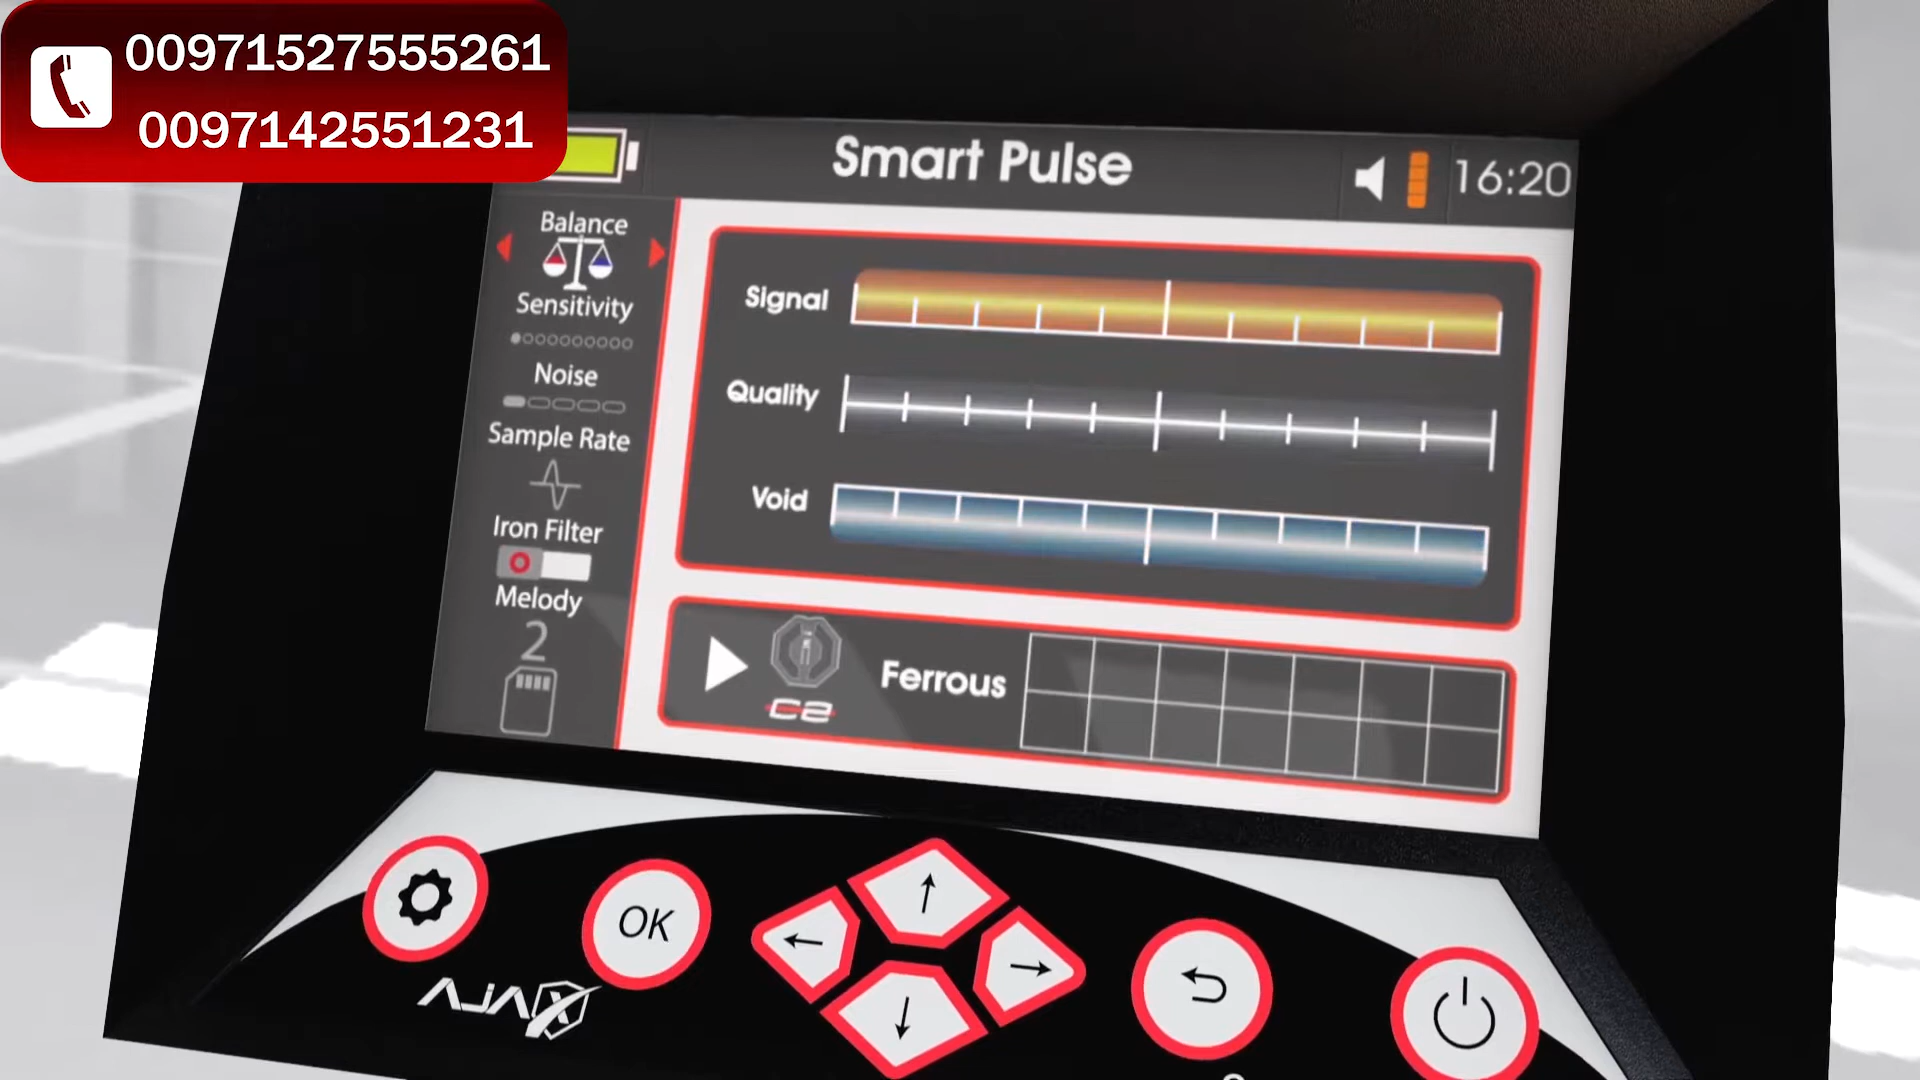 00971527555261
0097142551231
Smart Pulse
16:20
Balance
Sensitivity
Noise
Sample Rate
Iron Filter
Melody
2
Signal
Quality
Void
C2
Ferrous
OK
AJAX